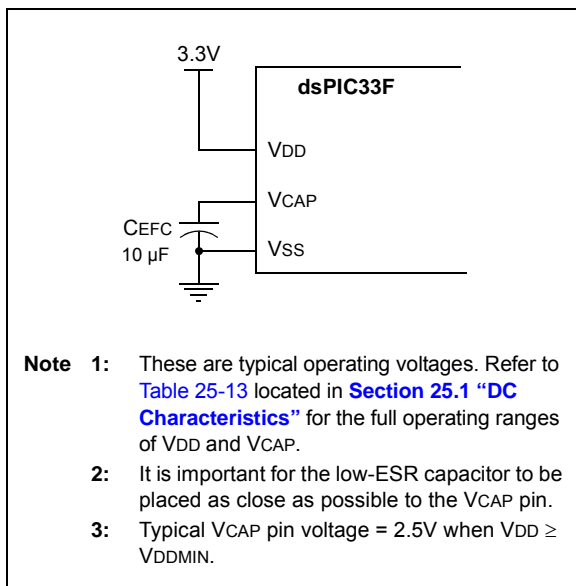 3.3V
dsPIC33F
VDD
VCAP
CEFC
10 µF
VSS
Note 1: These are typical operating voltages. Refer to
Table 25-13 located in Section 25.1 “DC
Characteristics” for the full operating ranges
of VDD and VCAP.
2: It is important for the low-ESR capacitor to be
placed as close as possible to the VCAP pin.
3: Typical VCAP pin voltage = 2.5V when VDD ≥
VDDMIN.